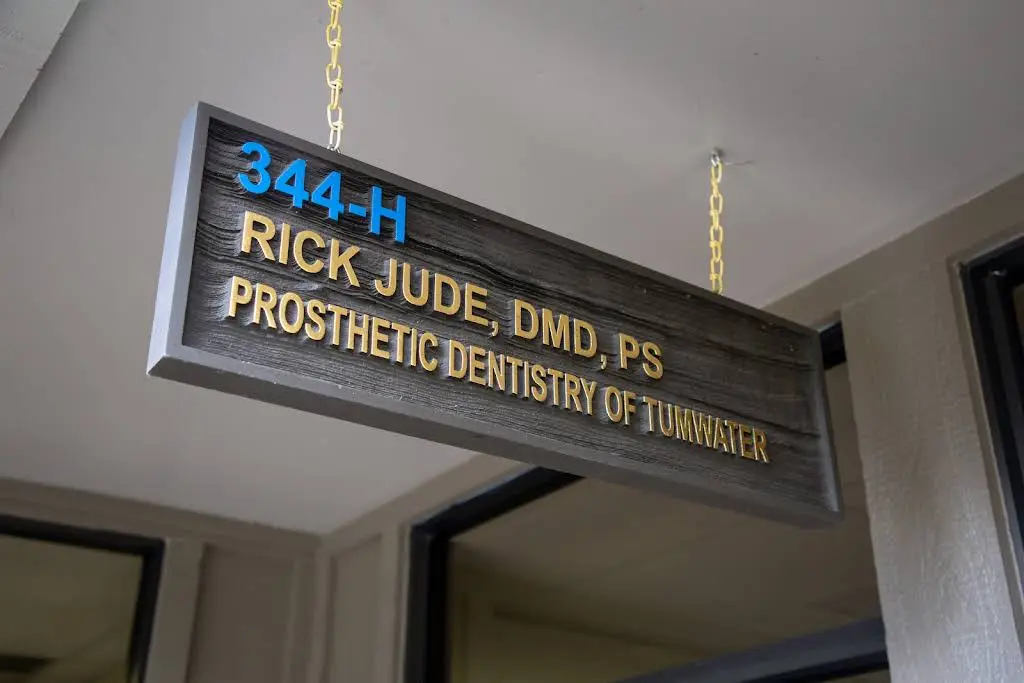 344-H
RICK JUDE, DMD, PS
PROSTHETIC DENTISTRY OF TUMWATER